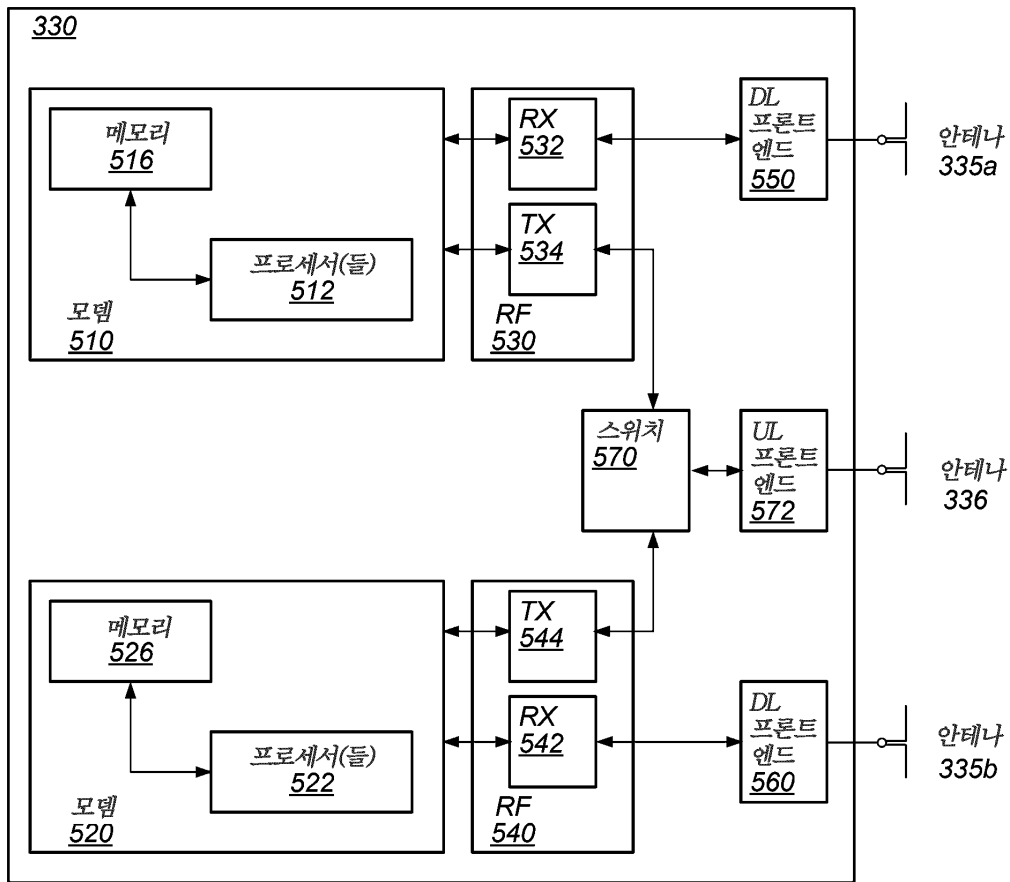 330
메모리
516
프로세서(들)
512
모뎀
510
RX
532
TX
534
RF
530
DL
프론트
엔드
550
안테나
335a
스위치
570
UL
프론트
엔드
572
안테나
336
메모리
526
프로세서(들)
522
모뎀
520
TX
544
RX
542
RF
540
DL
프론트
엔드
560
안테나
335b